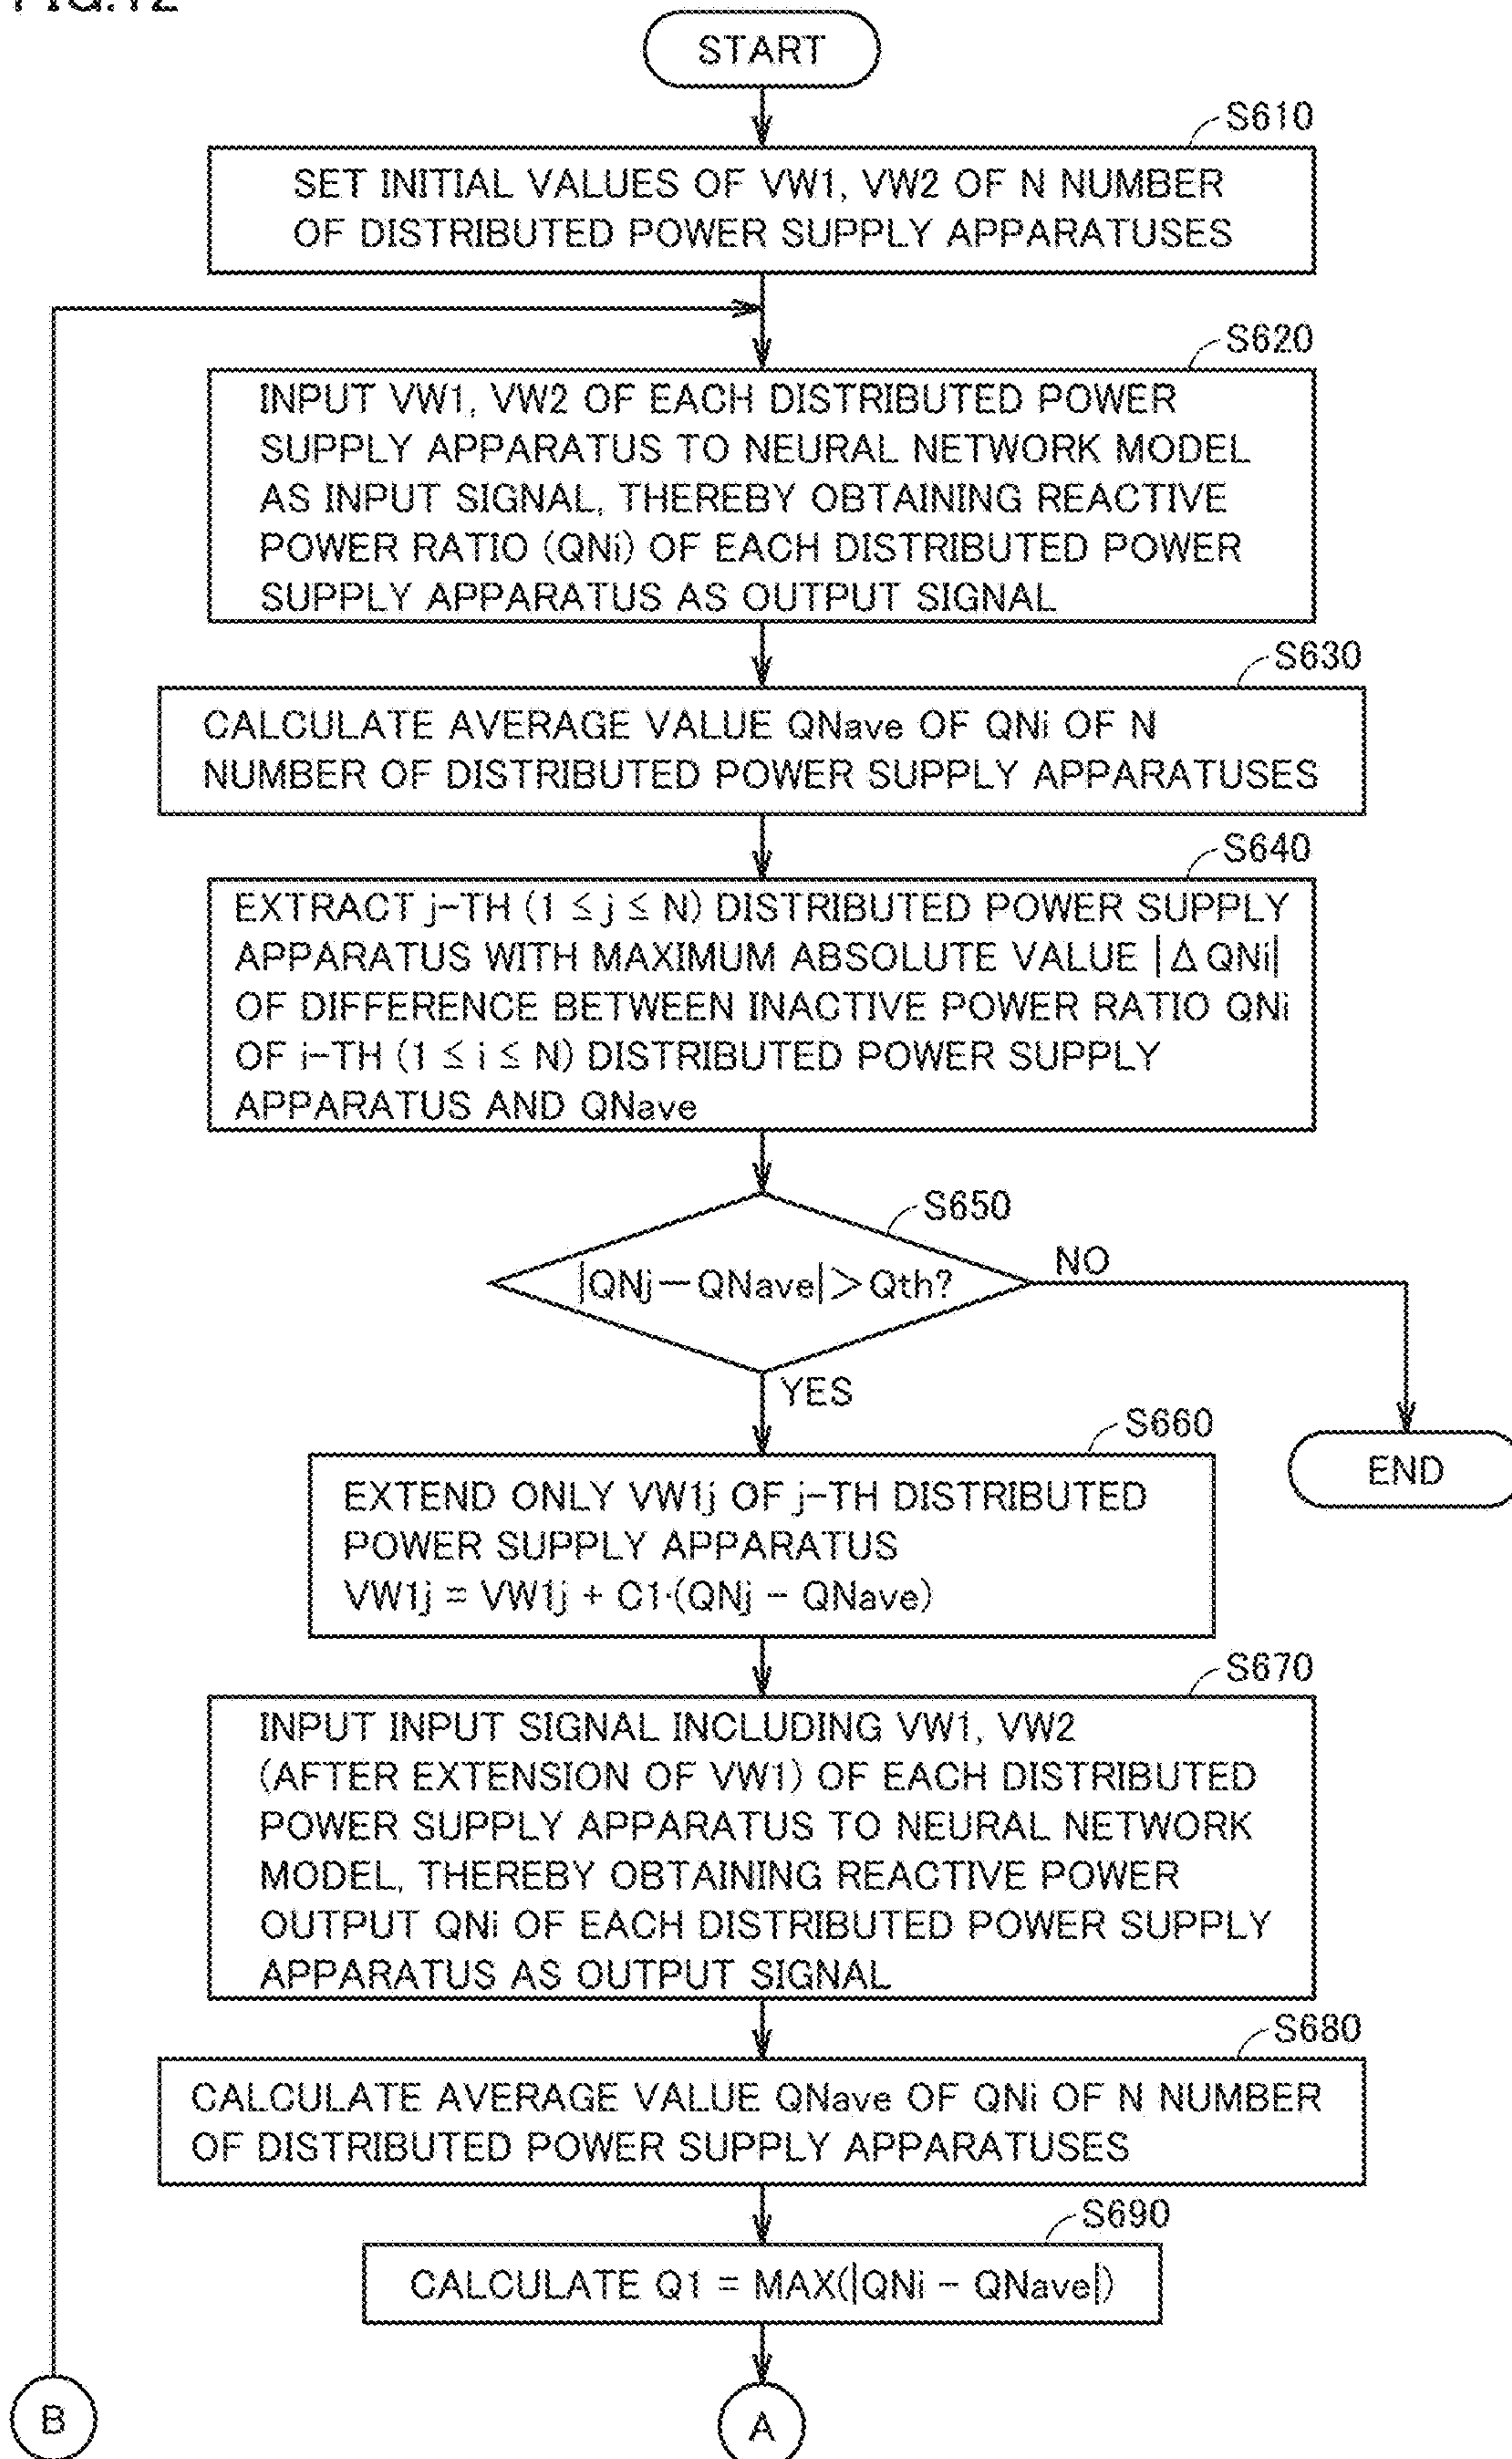 START
S610
SET INITIAL VALUES OF VW1, VW2 OF N NUMBER
OF DISTRIBUTED POWER SUPPLY APPARATUSES
S620
INPUT VW1, VW2 OF EACH DISTRIBUTED POWER
SUPPLY APPARATUS TO NEURAL NETWORK MODEL
AS INPUT SIGNAL, THEREBY OBTAINING REACTIVE
POWER RATIO (QNi) OF EACH DISTRIBUTED POWER
SUPPLY APPARATUS AS OUTPUT SIGNAL
S630
CALCULATE AVERAGE VALUE QNave OF QNi OF N
NUMBER OF DISTRIBUTED POWER SUPPLY APPARATUSES
S640
EXTRACT j-TH (1 ≤ j ≤ N) DISTRIBUTED POWER SUPPLY
APPARATUS WITH MAXIMUM ABSOLUTE VALUE |Δ QNi|
OF DIFFERENCE BETWEEN INACTIVE POWER RATIO QNi
OF i-TH (1 ≤ i ≤ N) DISTRIBUTED POWER SUPPLY
APPARATUS AND QNave
S650
|QNj－QNave|＞Qth?
NO
YES
END
S660
EXTEND ONLY VW1j OF j-TH DISTRIBUTED
POWER SUPPLY APPARATUS
VW1j = VW1j + C1·(QNj - QNave)
S670
INPUT INPUT SIGNAL INCLUDING VW1, VW2
(AFTER EXTENSION OF VW1) OF EACH DISTRIBUTED
POWER SUPPLY APPARATUS TO NEURAL NETWORK
MODEL, THEREBY OBTAINING REACTIVE POWER
OUTPUT QNi OF EACH DISTRIBUTED POWER SUPPLY
APPARATUS AS OUTPUT SIGNAL
S680
CALCULATE AVERAGE VALUE QNave OF QNi OF N NUMBER
OF DISTRIBUTED POWER SUPPLY APPARATUSES
S690
CALCULATE Q1 = MAX(|QNi - QNave|)
B
A